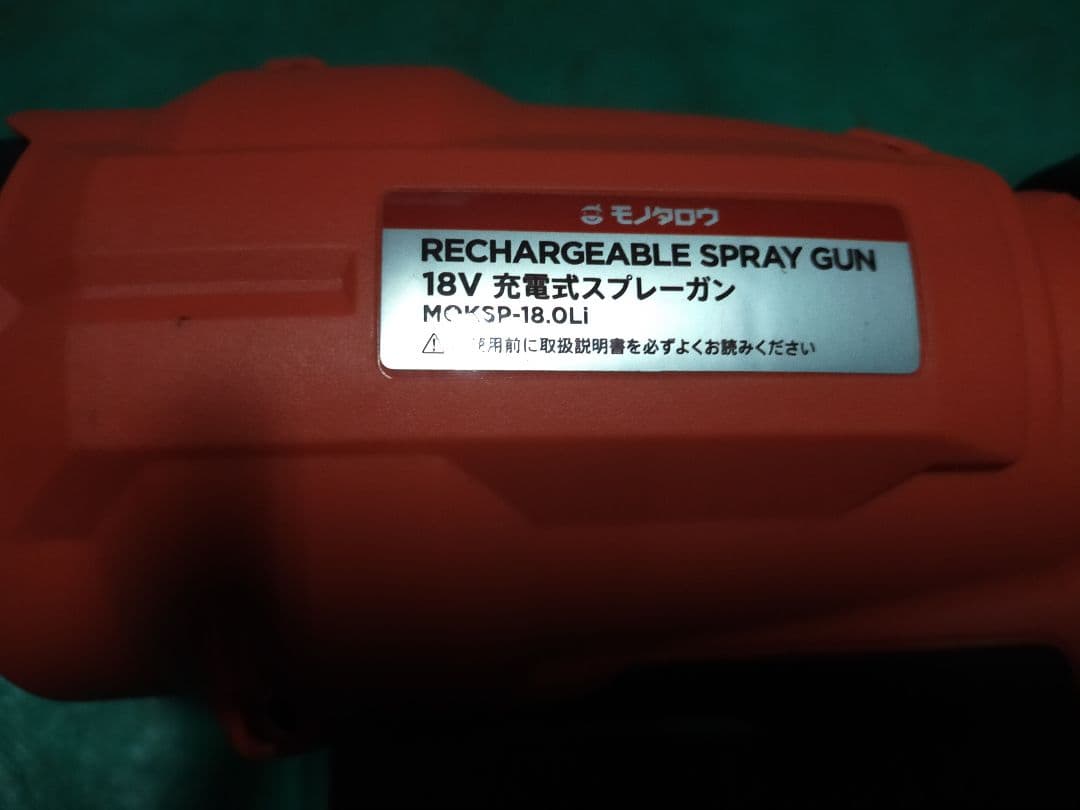 モノタロウ
RECHARGEABLE SPRAY GUN
18V 充電式スプレーガン
MOKSP-18.0Li
使用前に取扱説明書を必ずよくお読みください